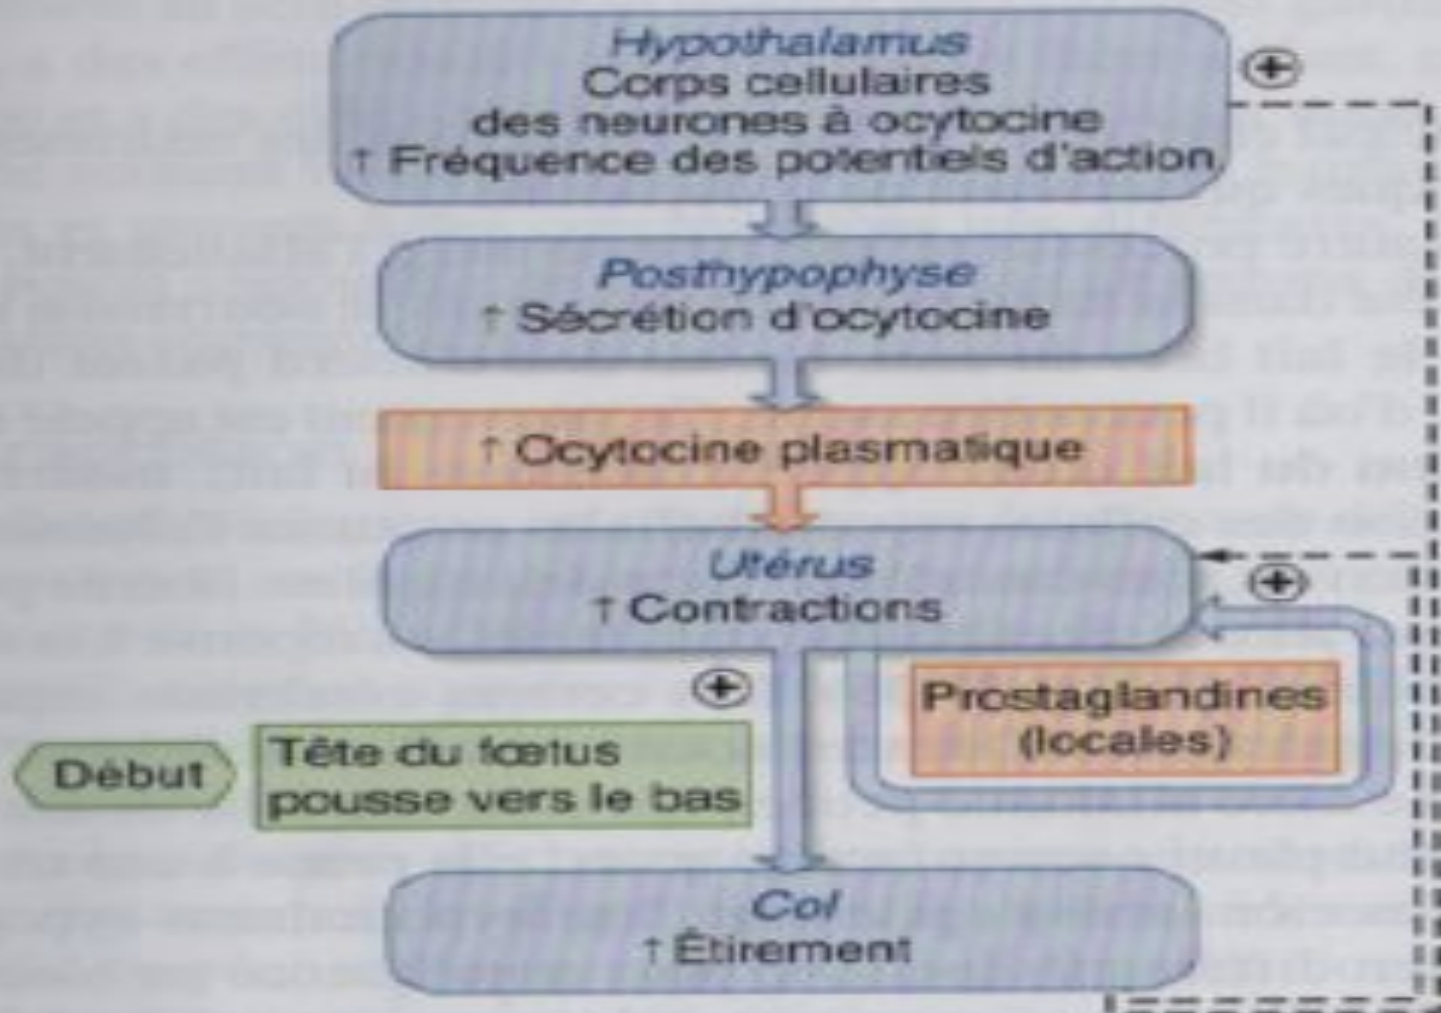 Hypothalamus
Corps cellulaires
des neurones à ocytocine
↑ Fréquence des potentiels d'action
Posthypophyse
↑ Sécrétion d'ocytocine
↑ Ocytocine plasmatique
Utérus
↑ Contractions
Prostaglandines
(locales)
Début
Tête du fœtus
pousse vers le bas
Col
↑ Étirement